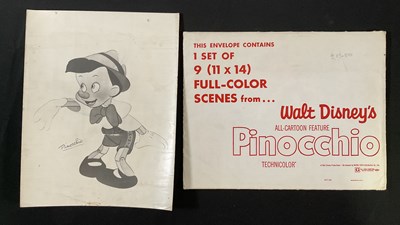 Pinocchio
THIS ENVELOPE CONTAINS
1 SET OF
9 (11 x 14)
FULL-COLOR
SCENES from...
Walt Disney's
ALL-CARTOON FEATURE
Pinocchio
TECHNICOLOR®